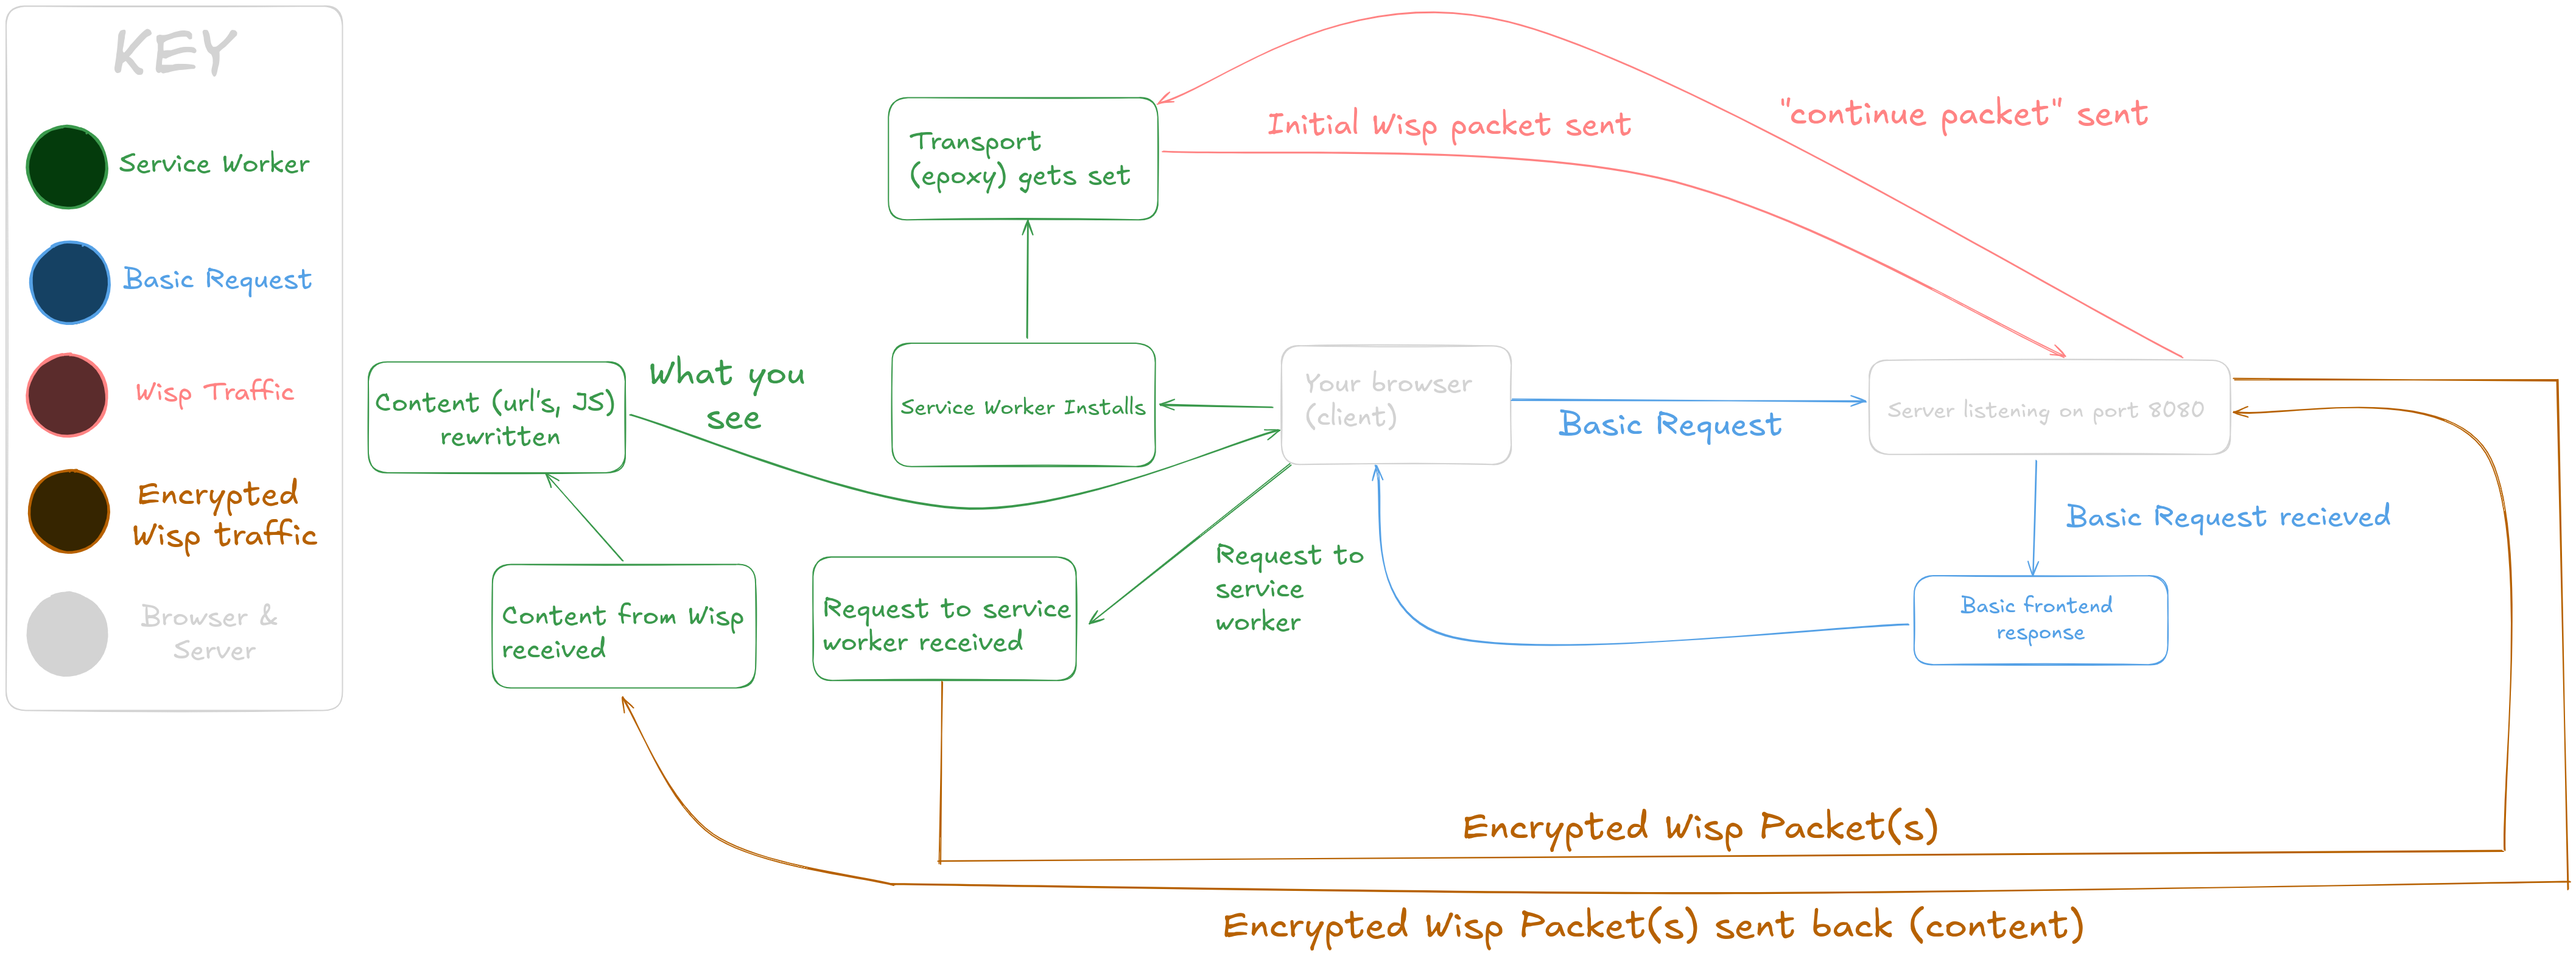 KEY
Service Worker
Basic Request
Wisp Traffic
Encrypted
Wisp traffic
Browser &
Server
Transport
(epoxy) gets set
Initial Wisp packet sent
"continue packet" sent
Content (url's, JS)
rewritten
What you
see
Service Worker Installs
Your browser
(client)
Basic Request
Server listening on port 8080
Basic Request recieved
Content from Wisp
received
Request to service
worker received
Request to
service
worker
Basic frontend
response
Encrypted Wisp Packet(s)
Encrypted Wisp Packet(s) sent back (content)